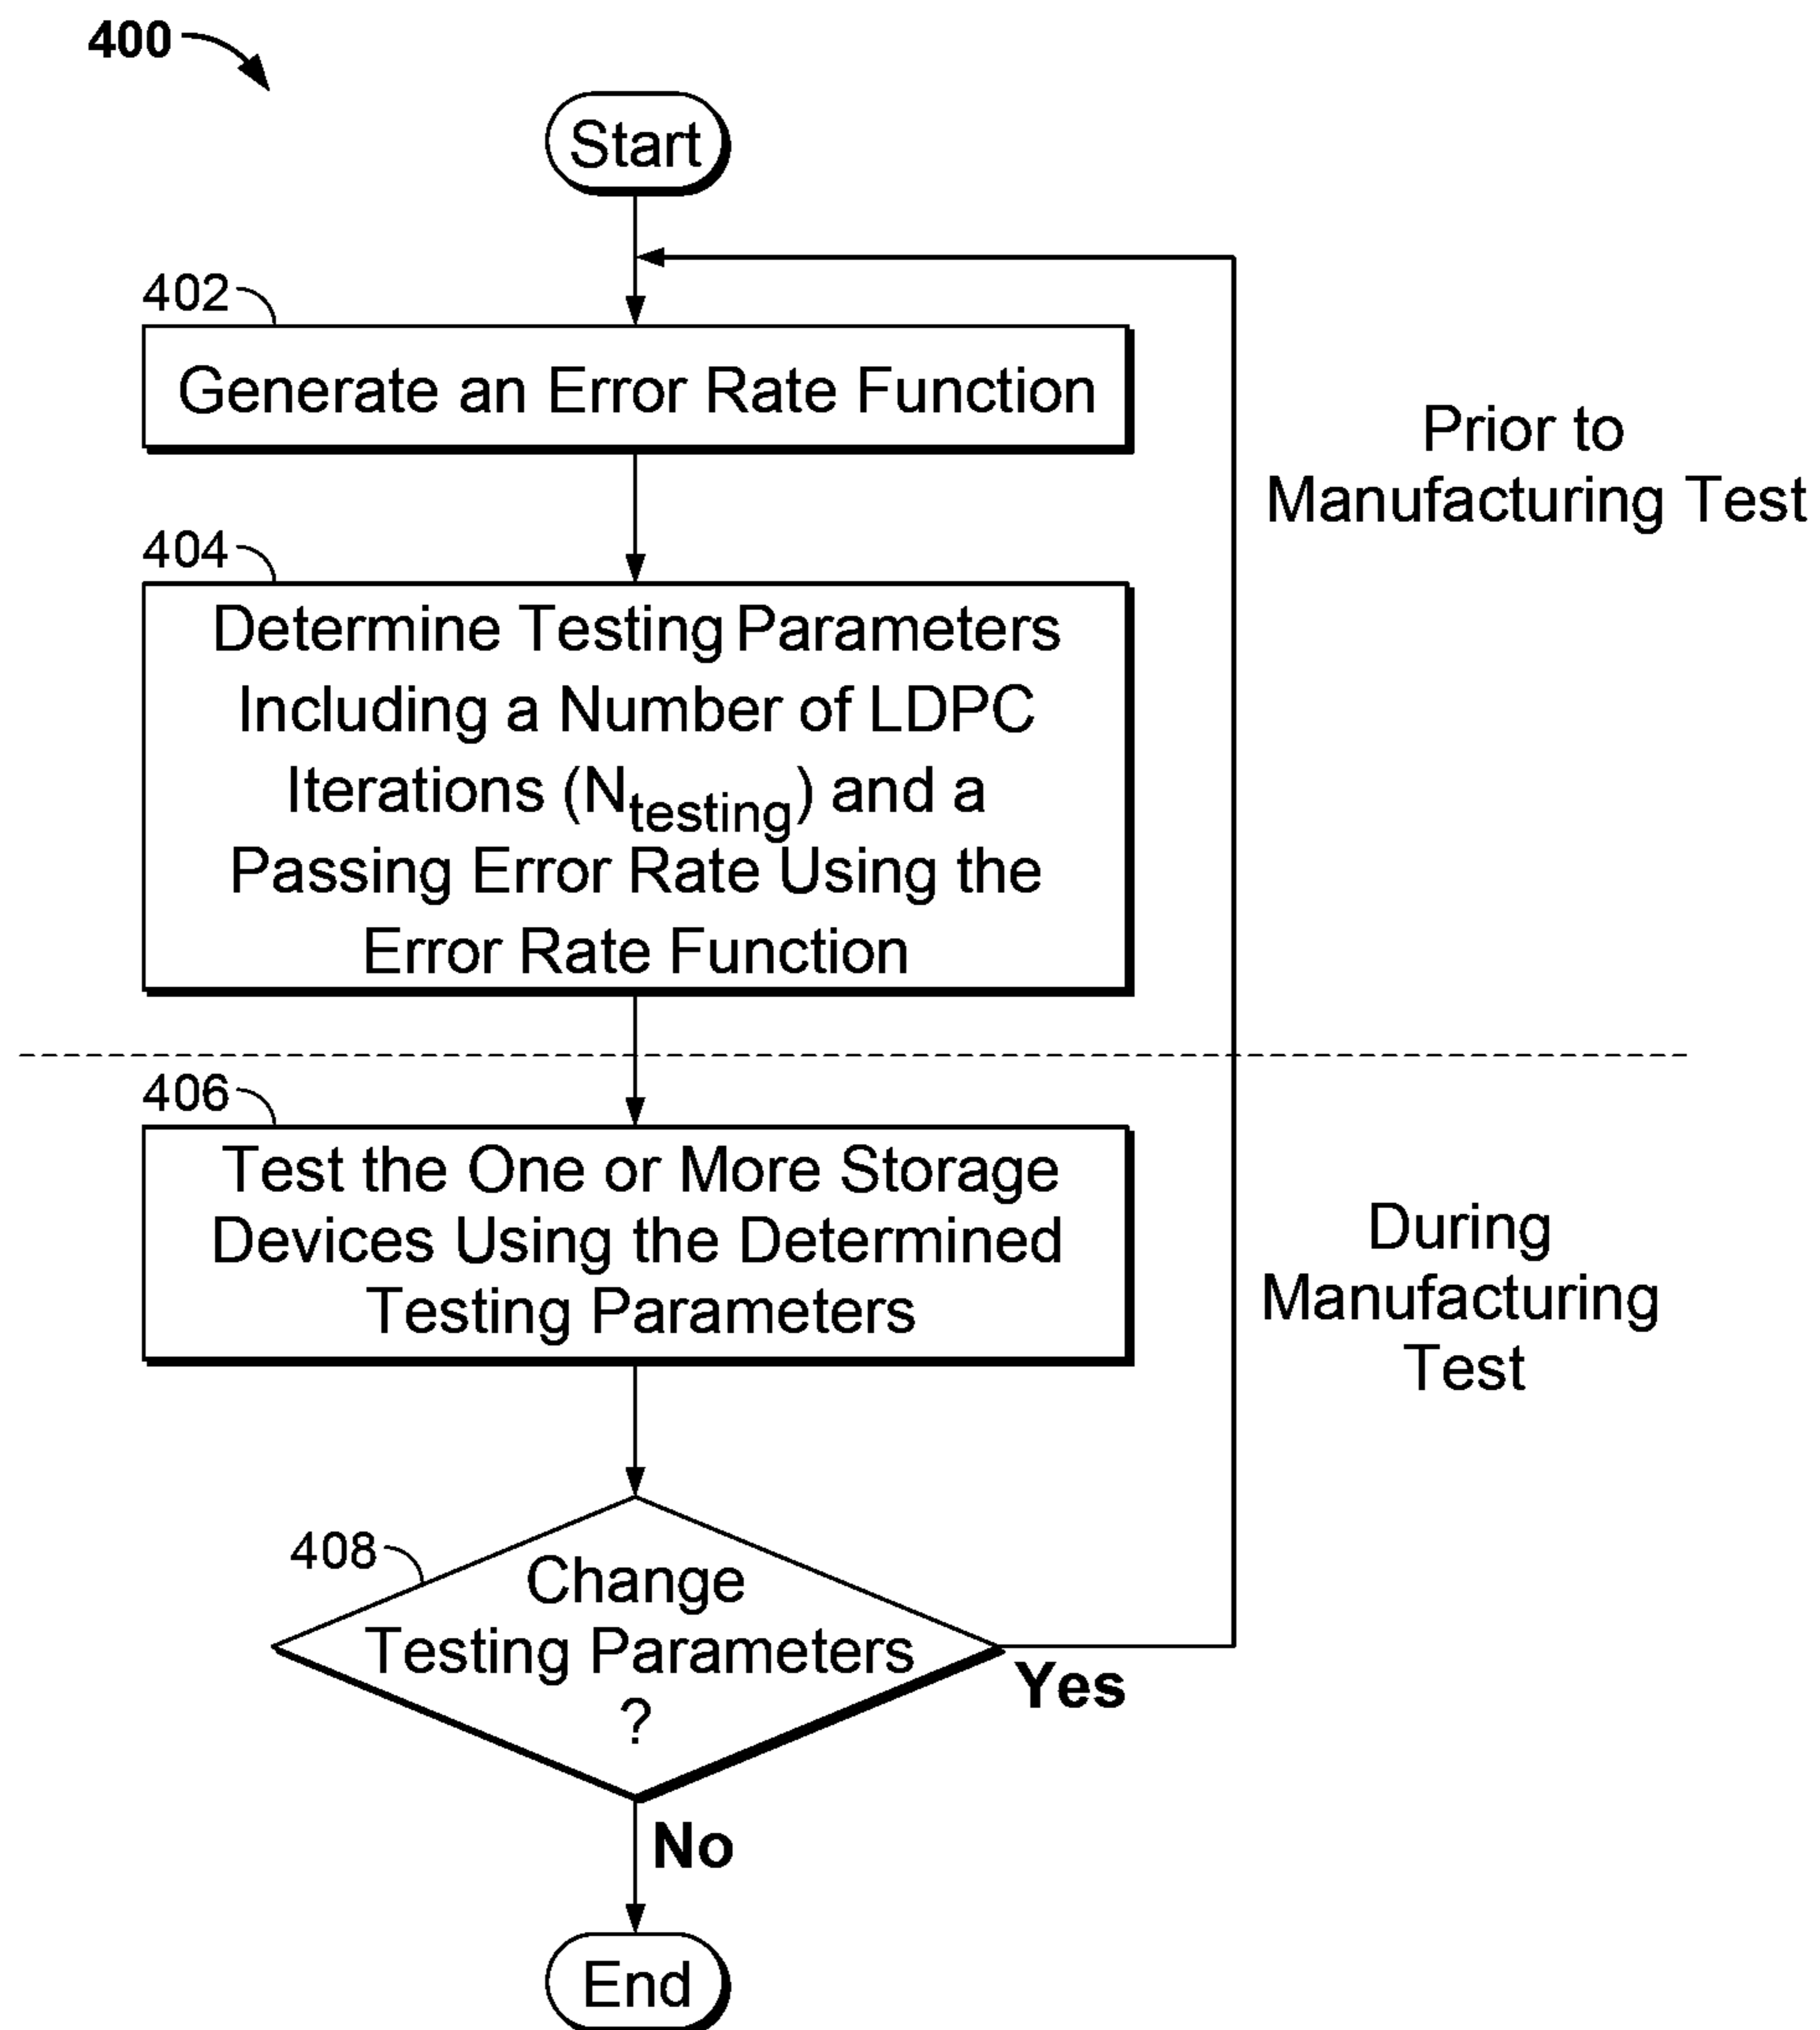 400
Start
402
Generate an Error Rate Function
Prior to
Manufacturing Test
404
Determine Testing Parameters
Including a Number of LDPC
Iterations (Ntesting) and a
Passing Error Rate Using the
Error Rate Function
406
Test the One or More Storage
Devices Using the Determined
Testing Parameters
During
Manufacturing
Test
408
Change
Testing Parameters
?
Yes
No
End